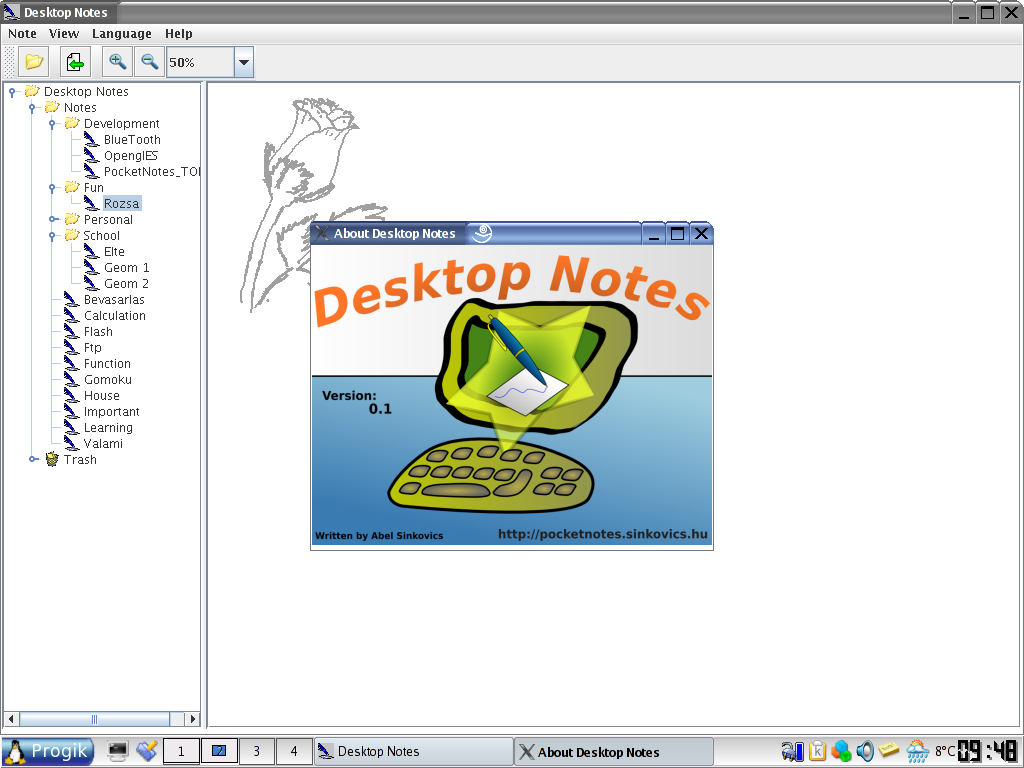 Desktop Notes
Note View Language Help
50%
Desktop Notes
Notes
Development
BlueTooth
OpenglES
PocketNotes_TO
Fun
Rozsa
Personal
School
Elte
Geom 1
Geom 2
Bevasarlas
Calculation
Flash
Ftp
Function
Gomoku
House
Important
Learning
Valami
Trash
About Desktop Notes
Desktop Notes
Version:
0.1
Written by Abel Sinkovics
http://pocketnotes.sinkovics.hu
Progik 1 2 3 4 Desktop Notes About Desktop Notes 8°C 09:48